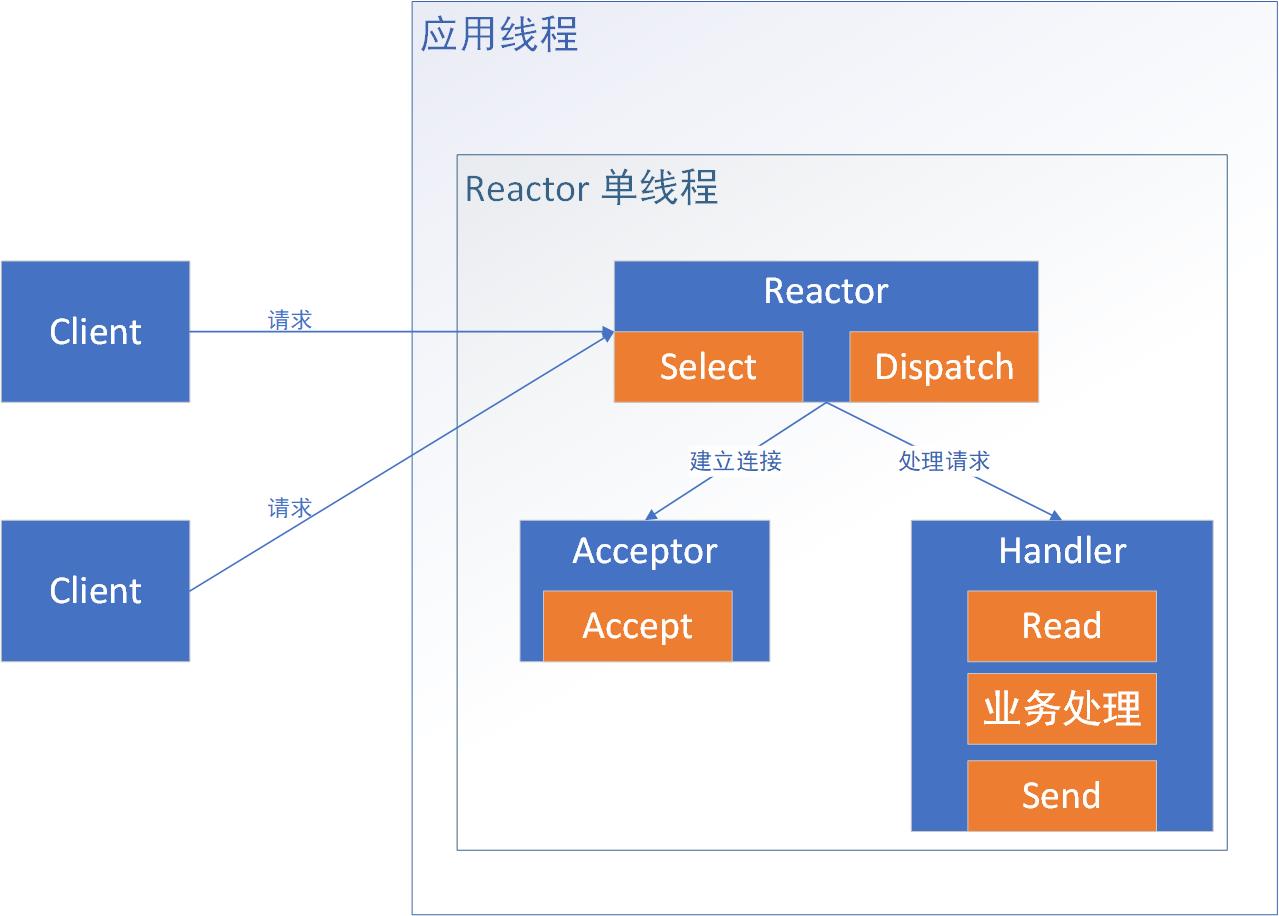 应用线程
Reactor 单线程
Client
请求
Reactor
Select
Dispatch
建立连接
处理请求
Client
请求
Acceptor
Accept
Handler
Read
业务处理
Send